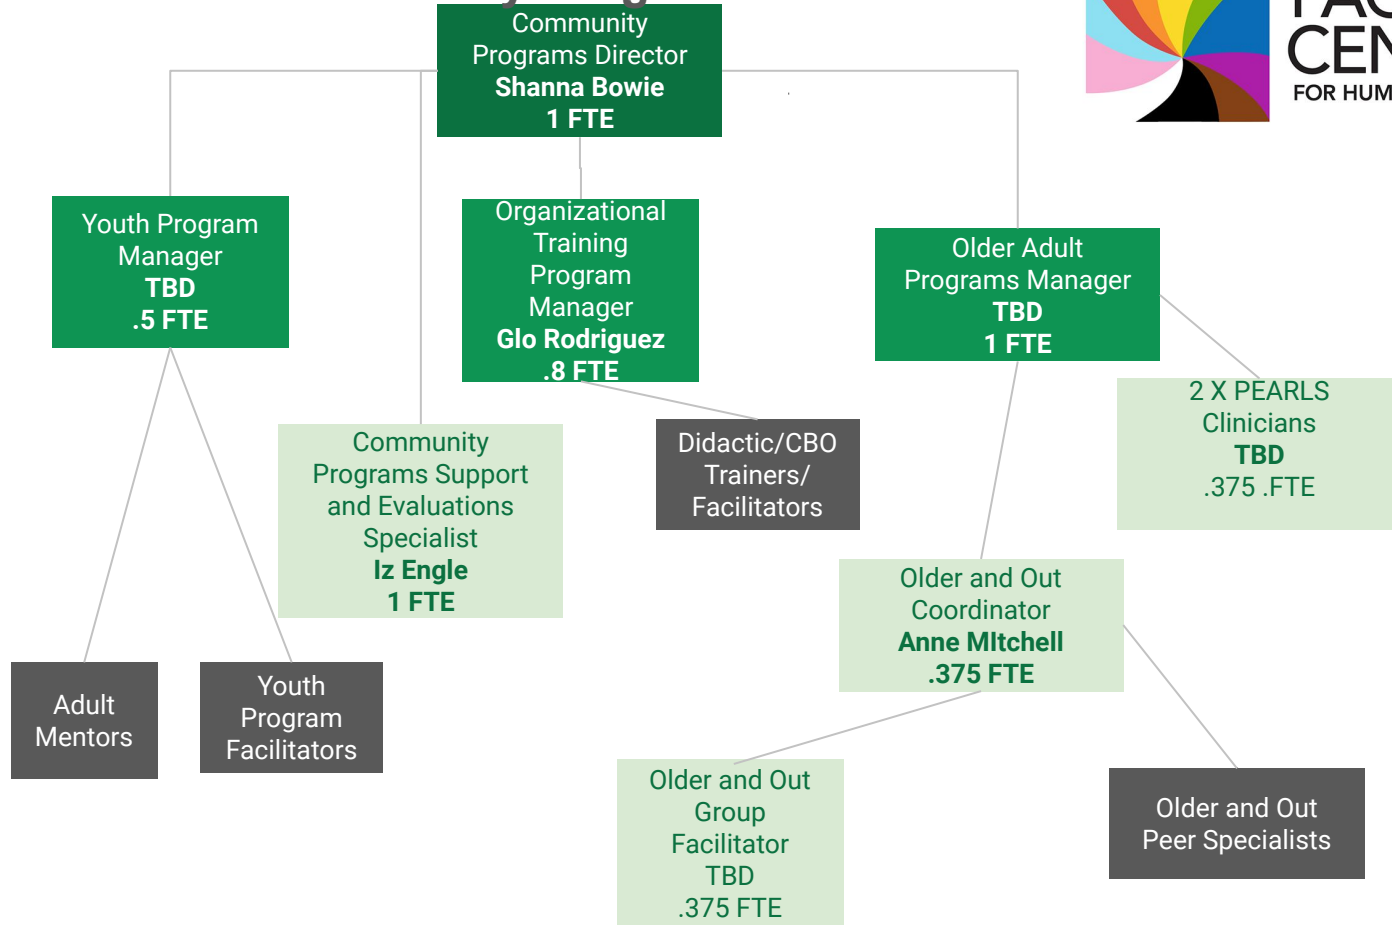 Community
Programs Director
Shanna Bowie
1 FTE
CEN
FOR HUM
Youth Program
Manager
TBD
.5 FTE
Organizational
Training
Program
Manager
Glo Rodriguez
.8 FTE
Older Adult
Programs Manager
TBD
1 FTE
2 X PEARLS
Clinicians
TBD
.375 .FTE
Community
Programs Support
and Evaluations
Specialist
Iz Engle
1 FTE
Didactic/CBO
Trainers/
Facilitators
Older and Out
Coordinator
Anne MItchell
.375 FTE
Adult
Mentors
Youth
Program
Facilitators
Older and Out
Group
Facilitator
TBD
.375 FTE
Older and Out
Peer Specialists